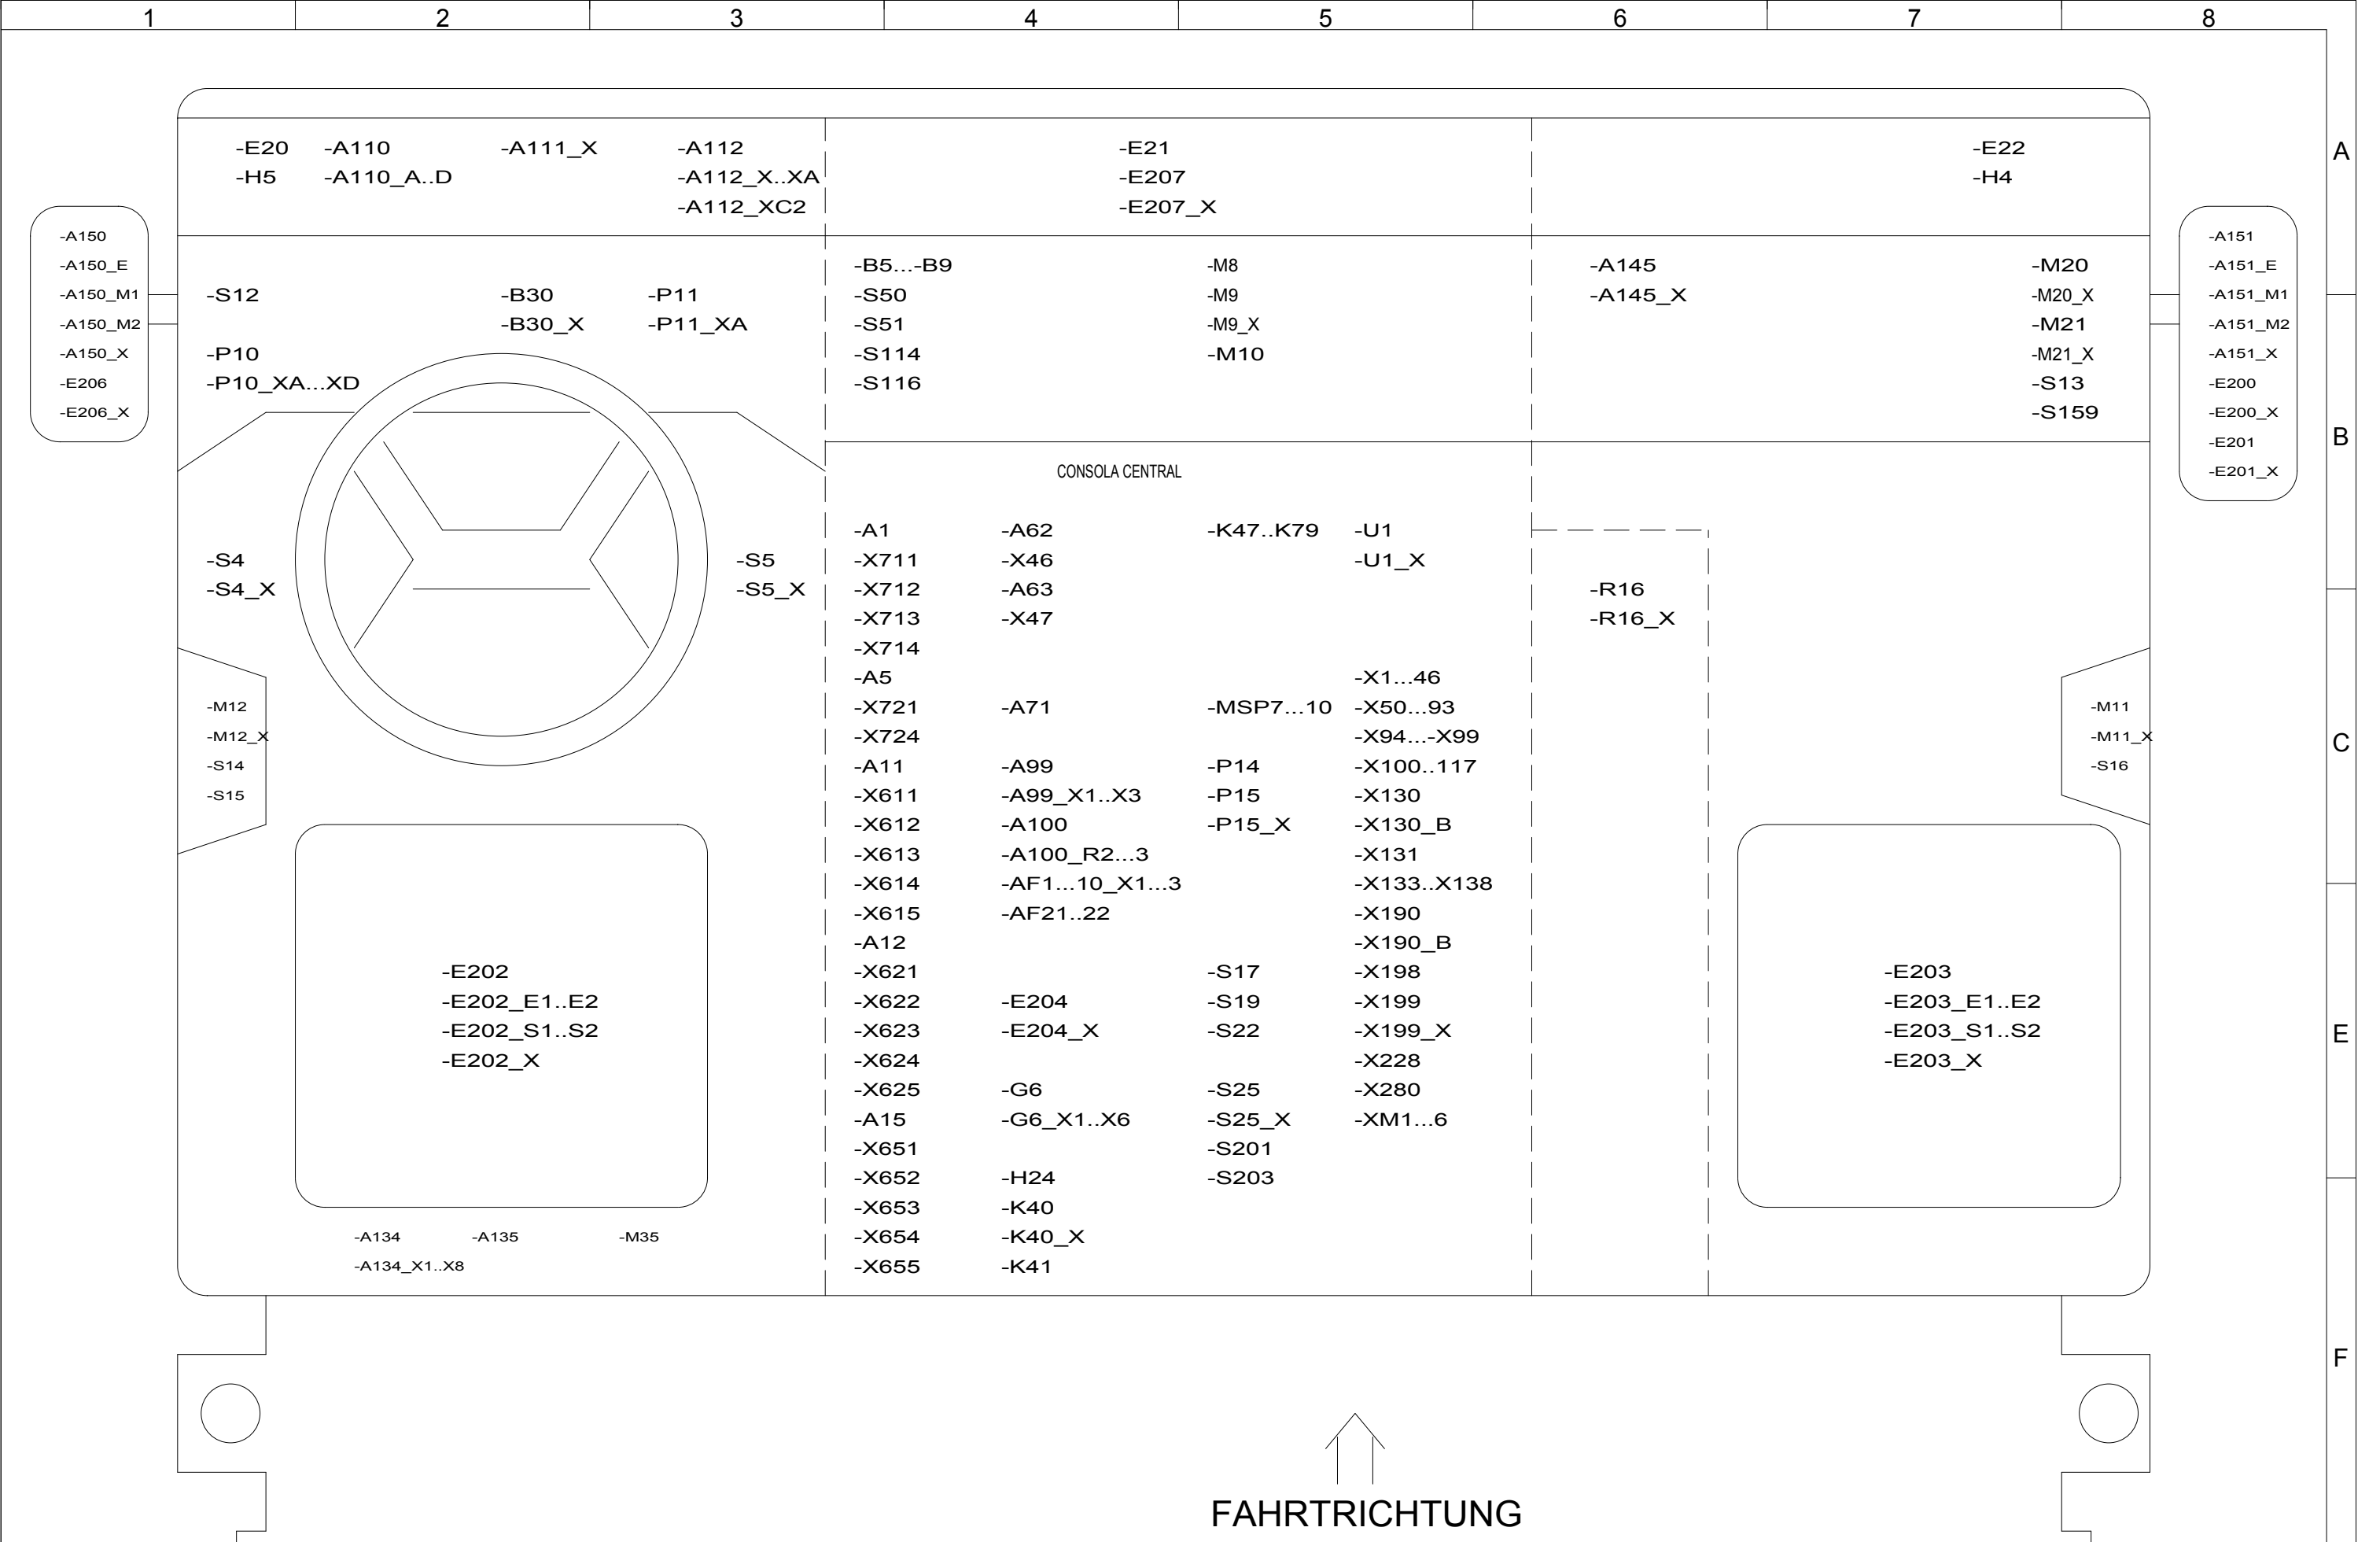 1 2 3 4 5 6 7 8
A
B
C
E
F
-E20
-H5
-A110
-A110_A..D
-A111_X
-A112
-A112_X..XA
-A112_XC2
-E21
-E207
-E207_X
-E22
-H4
-A150
-A150_E
-A150_M1
-A150_M2
-A150_X
-E206
-E206_X
-S12
-P10
-P10_XA...XD
-B30
-B30_X
-P11
-P11_XA
-B5...-B9
-S50
-S51
-S114
-S116
-M8
-M9
-M9_X
-M10
-A145
-A145_X
-M20
-M20_X
-M21
-M21_X
-S13
-S159
-A151
-A151_E
-A151_M1
-A151_M2
-A151_X
-E200
-E200_X
-E201
-E201_X
-S4
-S4_X
-S5
-S5_X
-M12
-M12_X
-S14
-S15
CONSOLA CENTRAL
-A1
-X711
-X712
-X713
-X714
-A5
-X721
-X724
-A11
-X611
-X612
-X613
-X614
-X615
-A12
-X621
-X622
-X623
-X624
-X625
-A15
-X651
-X652
-X653
-X654
-X655
-A62
-X46
-A63
-X47
-A71
-A99
-A99_X1..X3
-A100
-A100_R2...3
-AF1...10_X1...3
-AF21..22
-E204
-E204_X
-G6
-G6_X1..X6
-H24
-K40
-K40_X
-K41
-K47..K79
-MSP7...10
-P14
-P15
-P15_X
-S17
-S19
-S22
-S25
-S25_X
-S201
-S203
-U1
-U1_X
-X1...46
-X50...93
-X94...-X99
-X100..117
-X130
-X130_B
-X131
-X133..X138
-X190
-X190_B
-X198
-X199
-X199_X
-X228
-X280
-XM1...6
-R16
-R16_X
-M11
-M11_X
-S16
-E202
-E202_E1..E2
-E202_S1..S2
-E202_X
-E203
-E203_E1..E2
-E203_S1..S2
-E203_X
-A134
-A134_X1..X8
-A135
-M35
FAHRTRICHTUNG